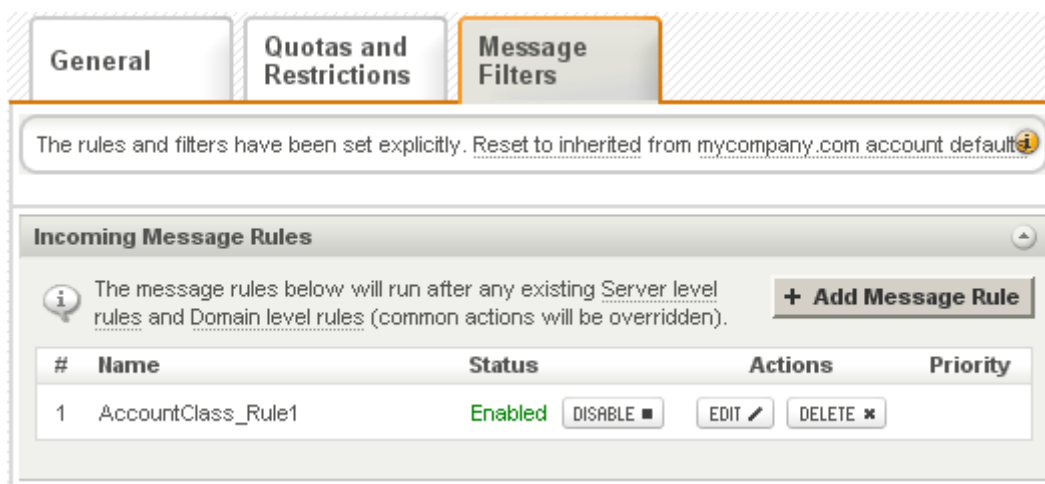 General
Quotas and
Restrictions
Message
Filters
The rules and filters have been set explicitly. Reset to inherited from mycompany.com account default
Incoming Message Rules
The message rules below will run after any existing Server level
rules and Domain level rules (common actions will be overridden).
+ Add Message Rule
# Name Status Actions Priority
1 AccountClass_Rule1 Enabled DISABLE EDIT DELETE